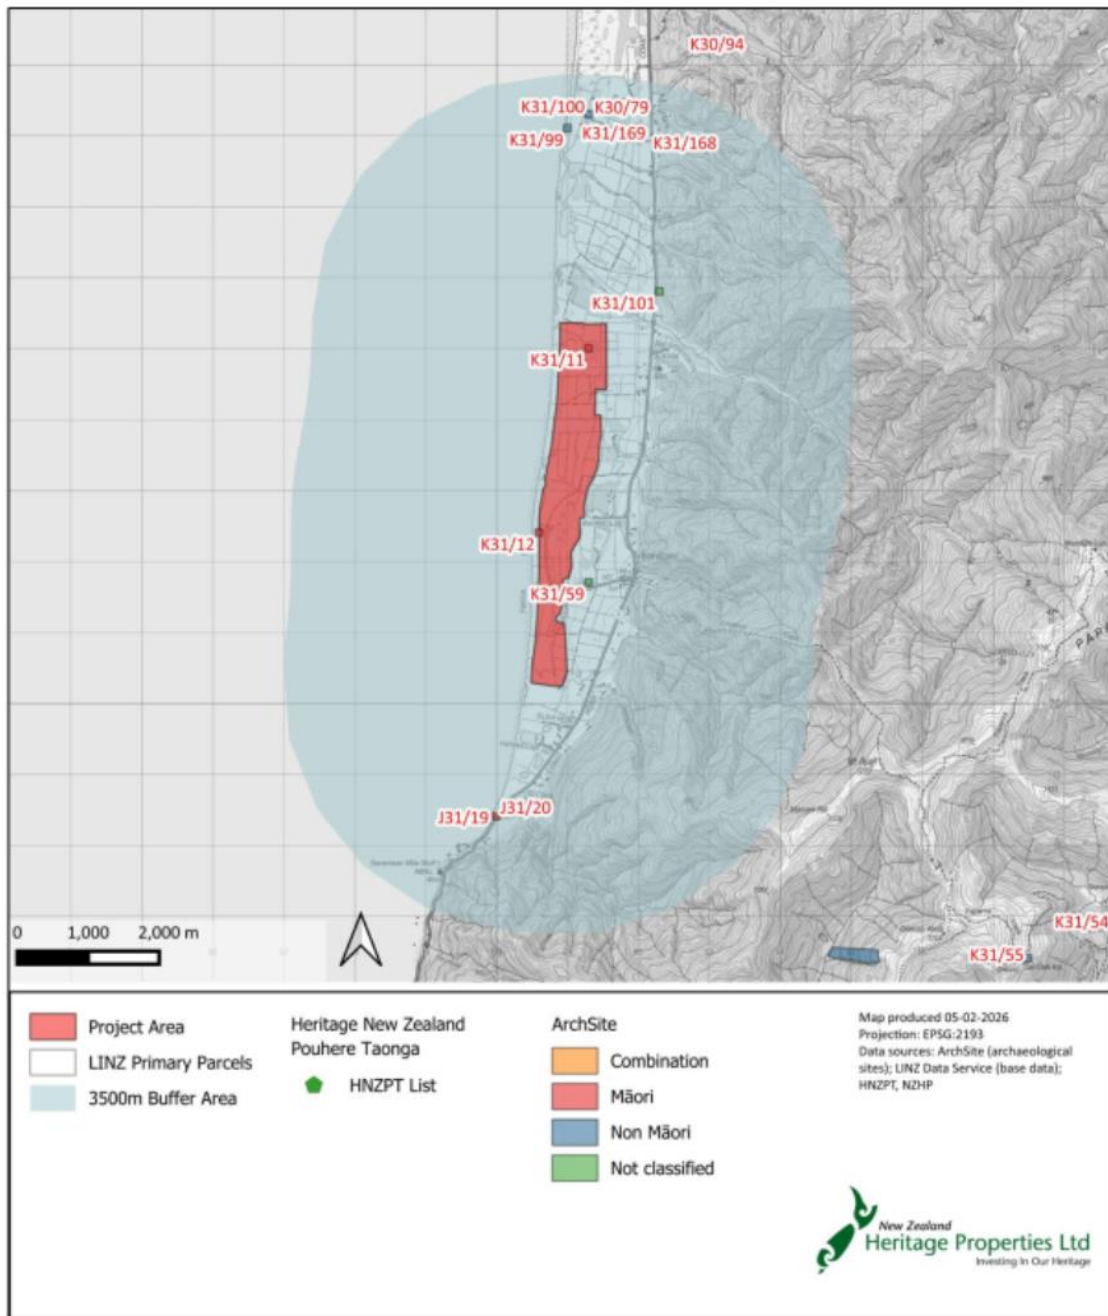 K30/94
K31/100
K30/79
K31/99
K31/169
K31/168
K31/101
K31/11
K31/12
K31/59
J31/19
J31/20
K31/54
K31/55
0 1,000 2,000 m
Project Area
LINZ Primary Parcels
3500m Buffer Area
Heritage New Zealand
Pouhere Taonga
HNZPT List
ArchSite
Combination
Māori
Non Māori
Not classified
Map produced 05-02-2026
Projection: EPSG:2193
Data sources: ArchSite (archaeological
sites); LINZ Data Service (base data);
HNZPT, NZHP
New Zealand
Heritage Properties Ltd
Investing In Our Heritage